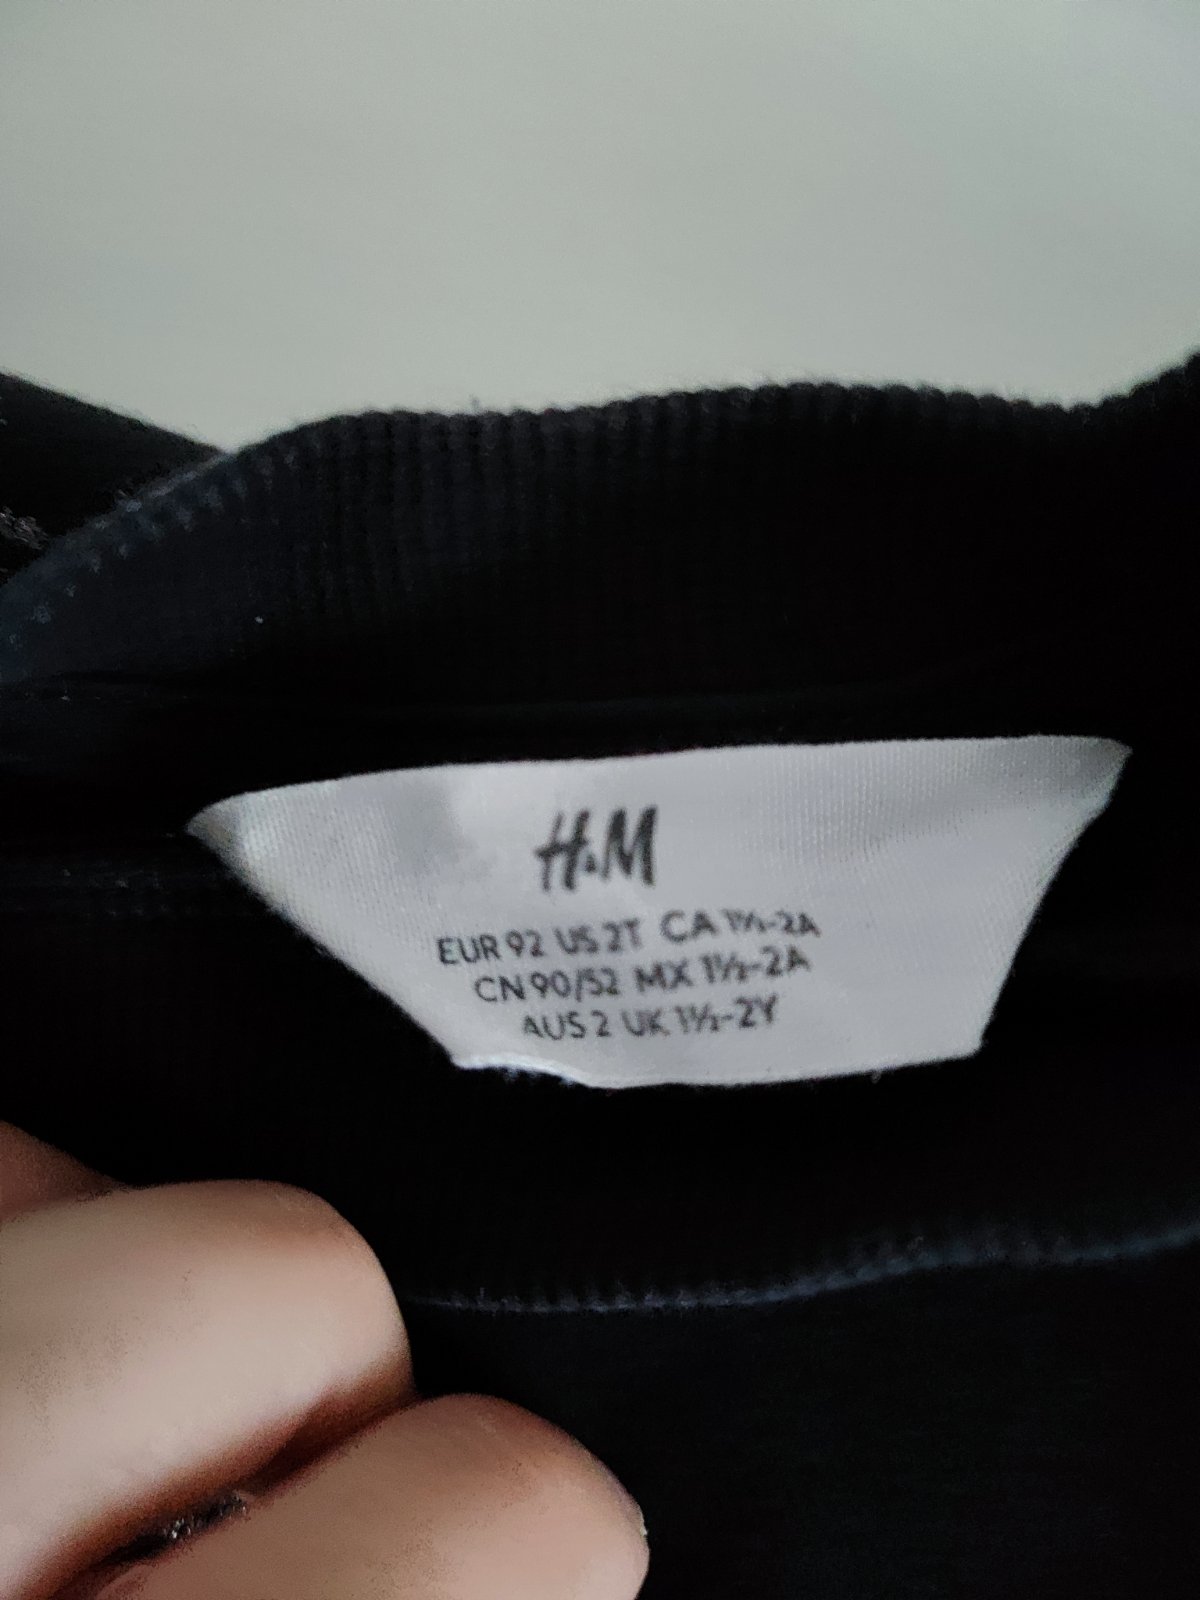 H&M
EUR 92 US 2T CA 1½-2A
CN 90/52 MX 1½-2A
AUS 2 UK 1½-2Y